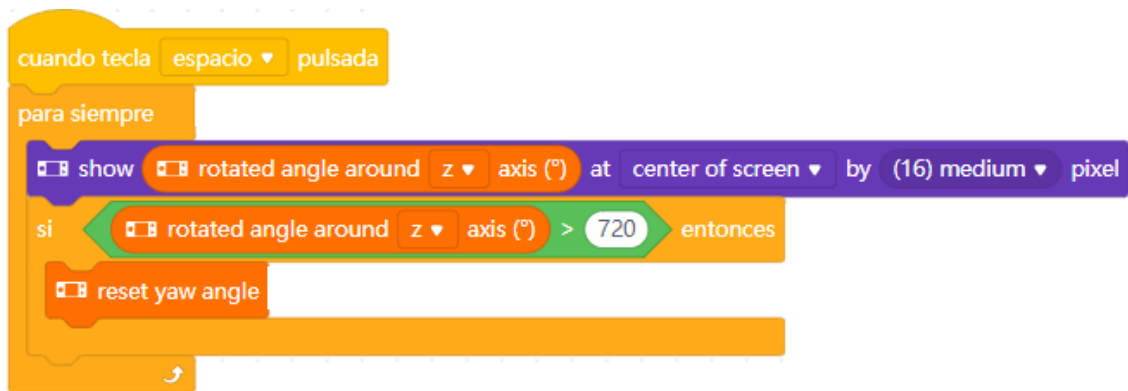 cuando tecla espacio pulsada
para siempre
show rotated angle around z axis (°) at center of screen by (16) medium pixel
si rotated angle around z axis (°) > 720 entonces
reset yaw angle